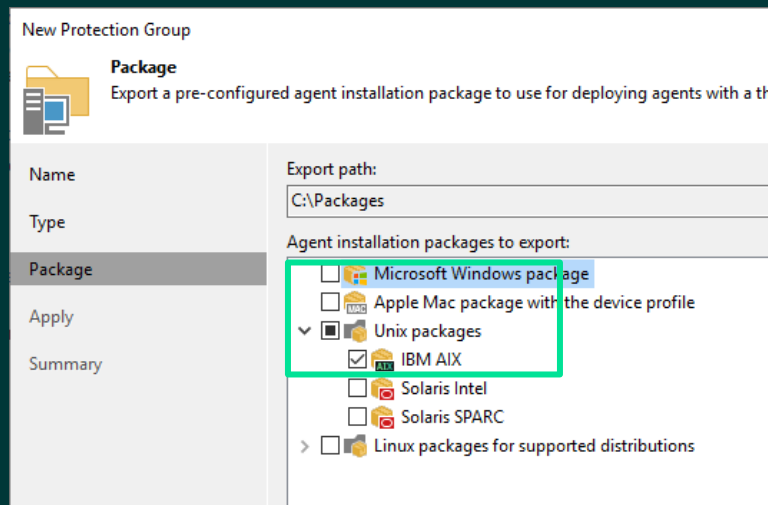 New Protection Group
Package
Export a pre-configured agent installation package to use for deploying agents with a
Name
Type
Package
Apply
Summary
Export path:
C:\Packages
Agent installation packages to export:
Microsoft Windows package
MAC
Apple Mac package with the device profile
Unix packages
AIX
IBM AIX
Solaris Intel
Solaris SPARC
Linux packages for supported distributions